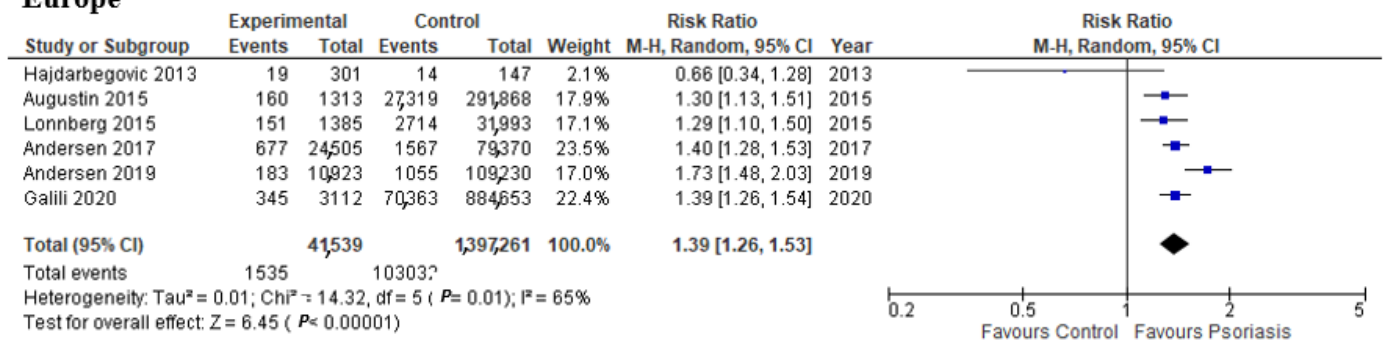 Europe
Experimental Control Risk Ratio Risk Ratio
Study or Subgroup Events Total Events Total Weight M-H, Random, 95% CI Year M-H, Random, 95% CI
Hajdarbegovic 2013 19 301 14 147 2.1% 0.66 [0.34, 1.28] 2013
Augustin 2015 160 1313 27,319 291,868 17.9% 1.30 [1.13, 1.51] 2015
Lonnberg 2015 151 1385 2714 31,993 17.1% 1.29 [1.10, 1.50] 2015
Andersen 2017 677 24,505 1567 79,370 23.5% 1.40 [1.28, 1.53] 2017
Andersen 2019 183 10,923 1055 109,230 17.0% 1.73 [1.48, 2.03] 2019
Galili 2020 345 3112 70,363 884,653 22.4% 1.39 [1.26, 1.54] 2020
Total (95% CI) 41,539 1,397,261 100.0% 1.39 [1.26, 1.53]
Total events 1535
Heterogeneity: Tau² = 0.01; Chi² = 14.32, df = 5 ( P= 0.01); I² = 65%
Test for overall effect: Z = 6.45 ( P< 0.00001)
0.2 0.5 1 2 5
Favours Control Favours Psoriasis